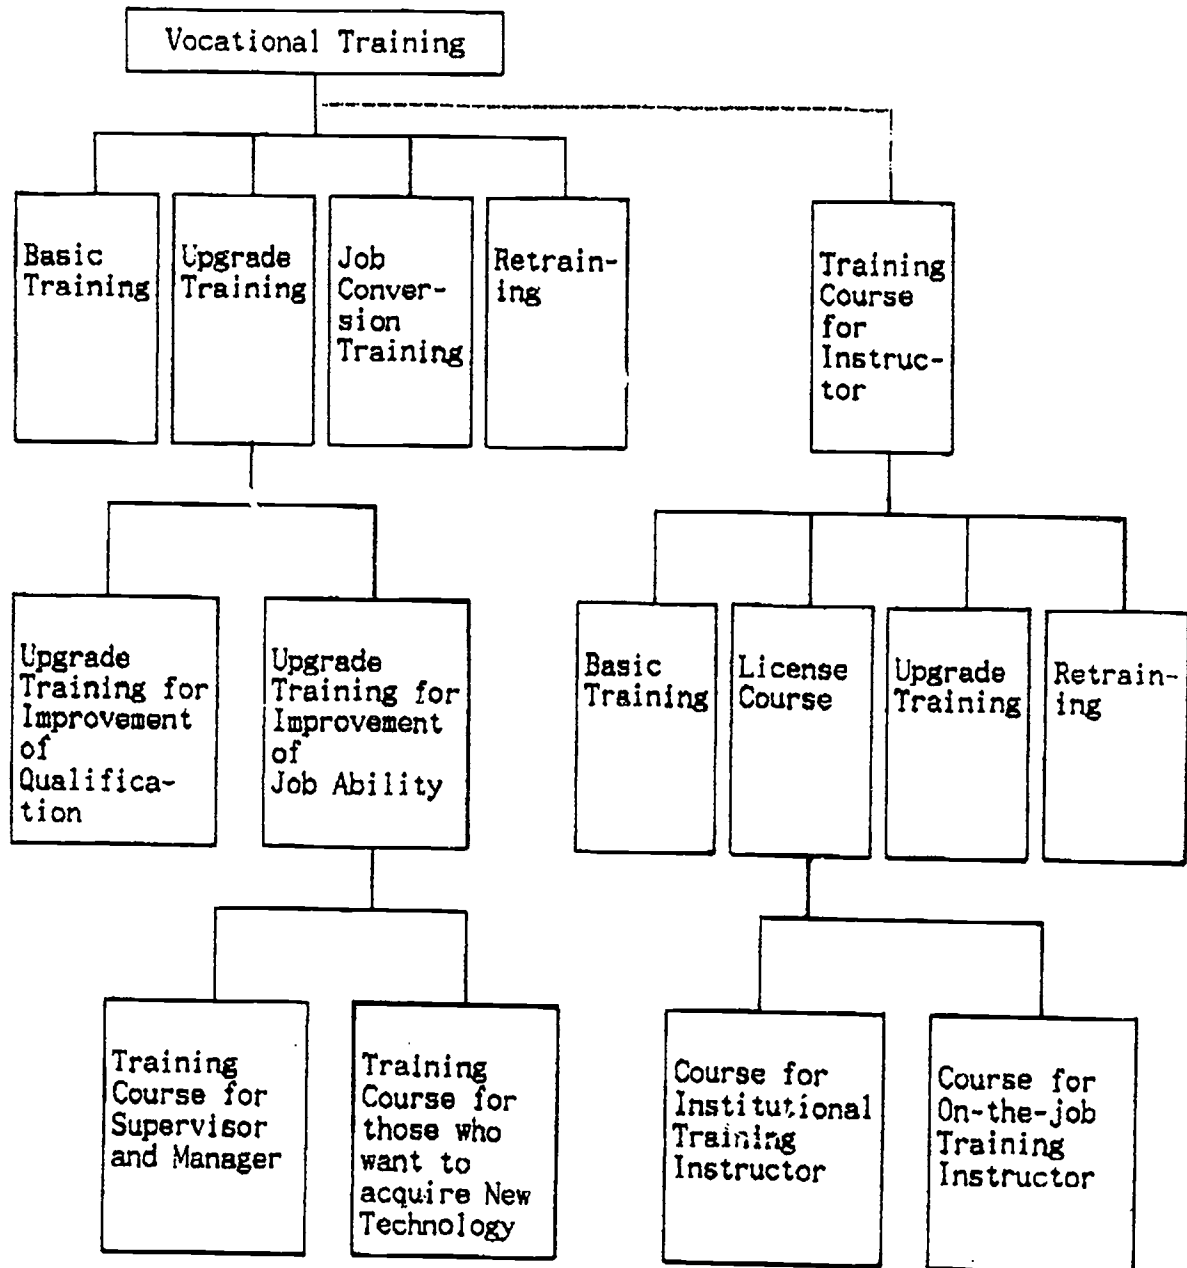 Vocational Training
Basic
Training
Upgrade
Training
Job
Conver-
sion
Training
Retrain-
ing
Training
Course
for
Instruc-
tor
Upgrade
Training for
Improvement
of
Qualifica-
tion
Upgrade
Training for
Improvement
of
Job Ability
Basic
Training
License
Course
Upgrade
Training
Retrain-
ing
Training
Course for
Supervisor
and Manager
Training
Course for
those who
want to
acquire New
Technology
Course for
Institutional
Training
Instructor
Course for
On-the-job
Training
Instructor